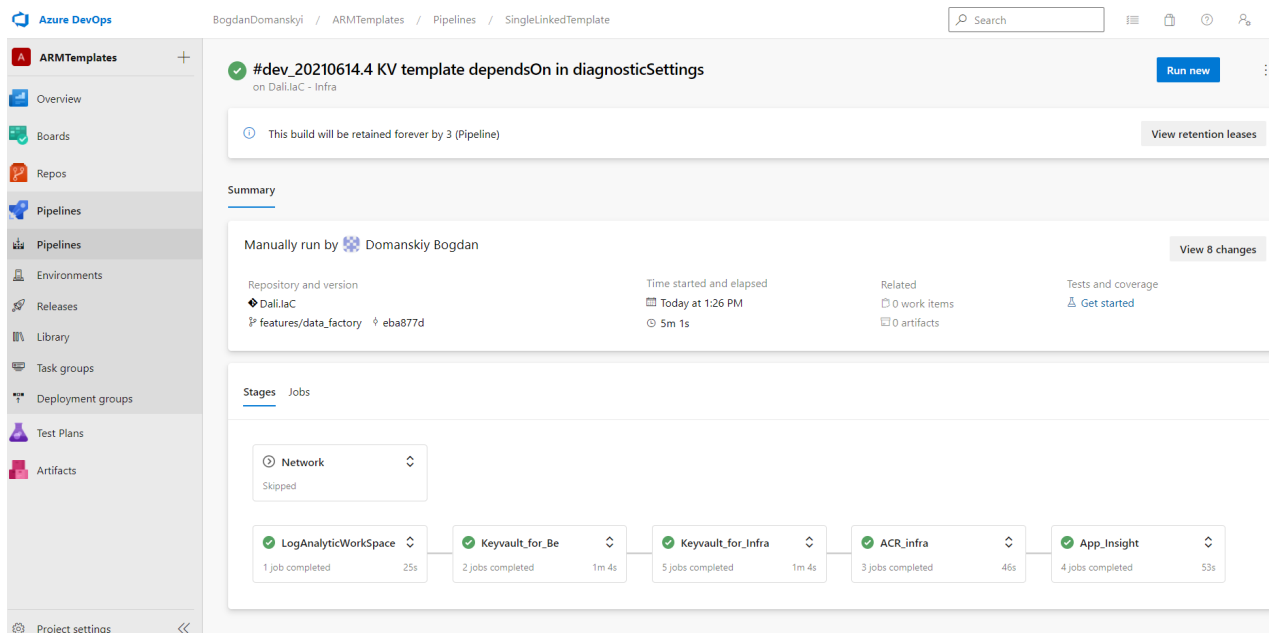 Azure DevOps
BogdanDomanskyi / ARMTemplates / Pipelines / SingleLinkedTemplate
Search
A ARMTemplates
Overview
Boards
Repos
Pipelines
Pipelines
Environments
Releases
Library
Task groups
Deployment groups
Test Plans
Artifacts
Project settings
#dev_20210614.4 KV template dependsOn in diagnosticSettings
on Dali.IaC - Infra
Run new
This build will be retained forever by 3 (Pipeline)
View retention leases
Summary
Manually run by Domanskiy Bogdan
View 8 changes
Repository and version
Dali.IaC
features/data_factory eba877d
Time started and elapsed
Today at 1:26 PM
5m 1s
Related
0 work items
0 artifacts
Tests and coverage
Get started
Stages Jobs
Network
Skipped
LogAnalyticWorkSpace
1 job completed 25s
Keyvault_for_Be
2 jobs completed 1m 4s
Keyvault_for_Infra
5 jobs completed 1m 4s
ACR_infra
3 jobs completed 46s
App_Insight
4 jobs completed 53s